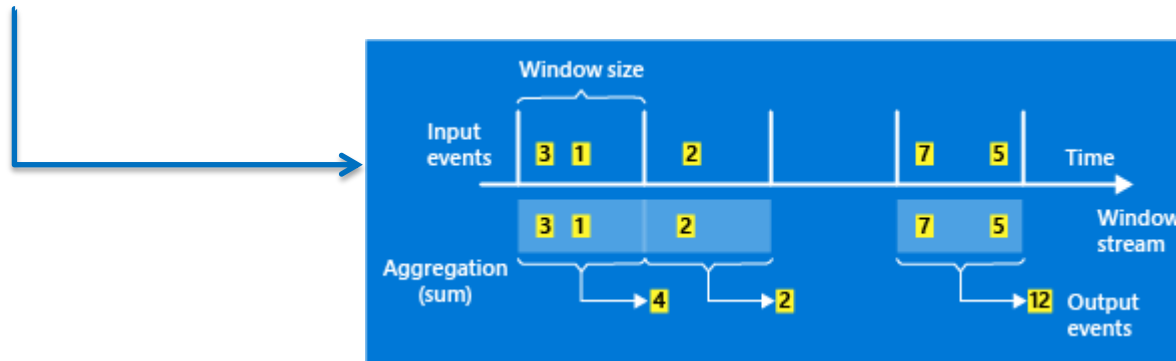 Window size
Input
events
3 1 2 7 5
Time
3 1 2 7 5
Window
stream
Aggregation
(sum)
4 2 12
Output
events